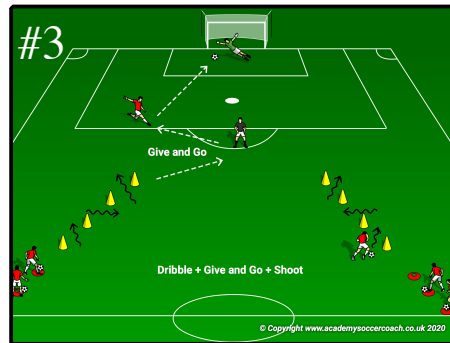 #3
Give and Go
Dribble + Give and Go + Shoot
© Copyright www.academysoccercoach.co.uk 2020